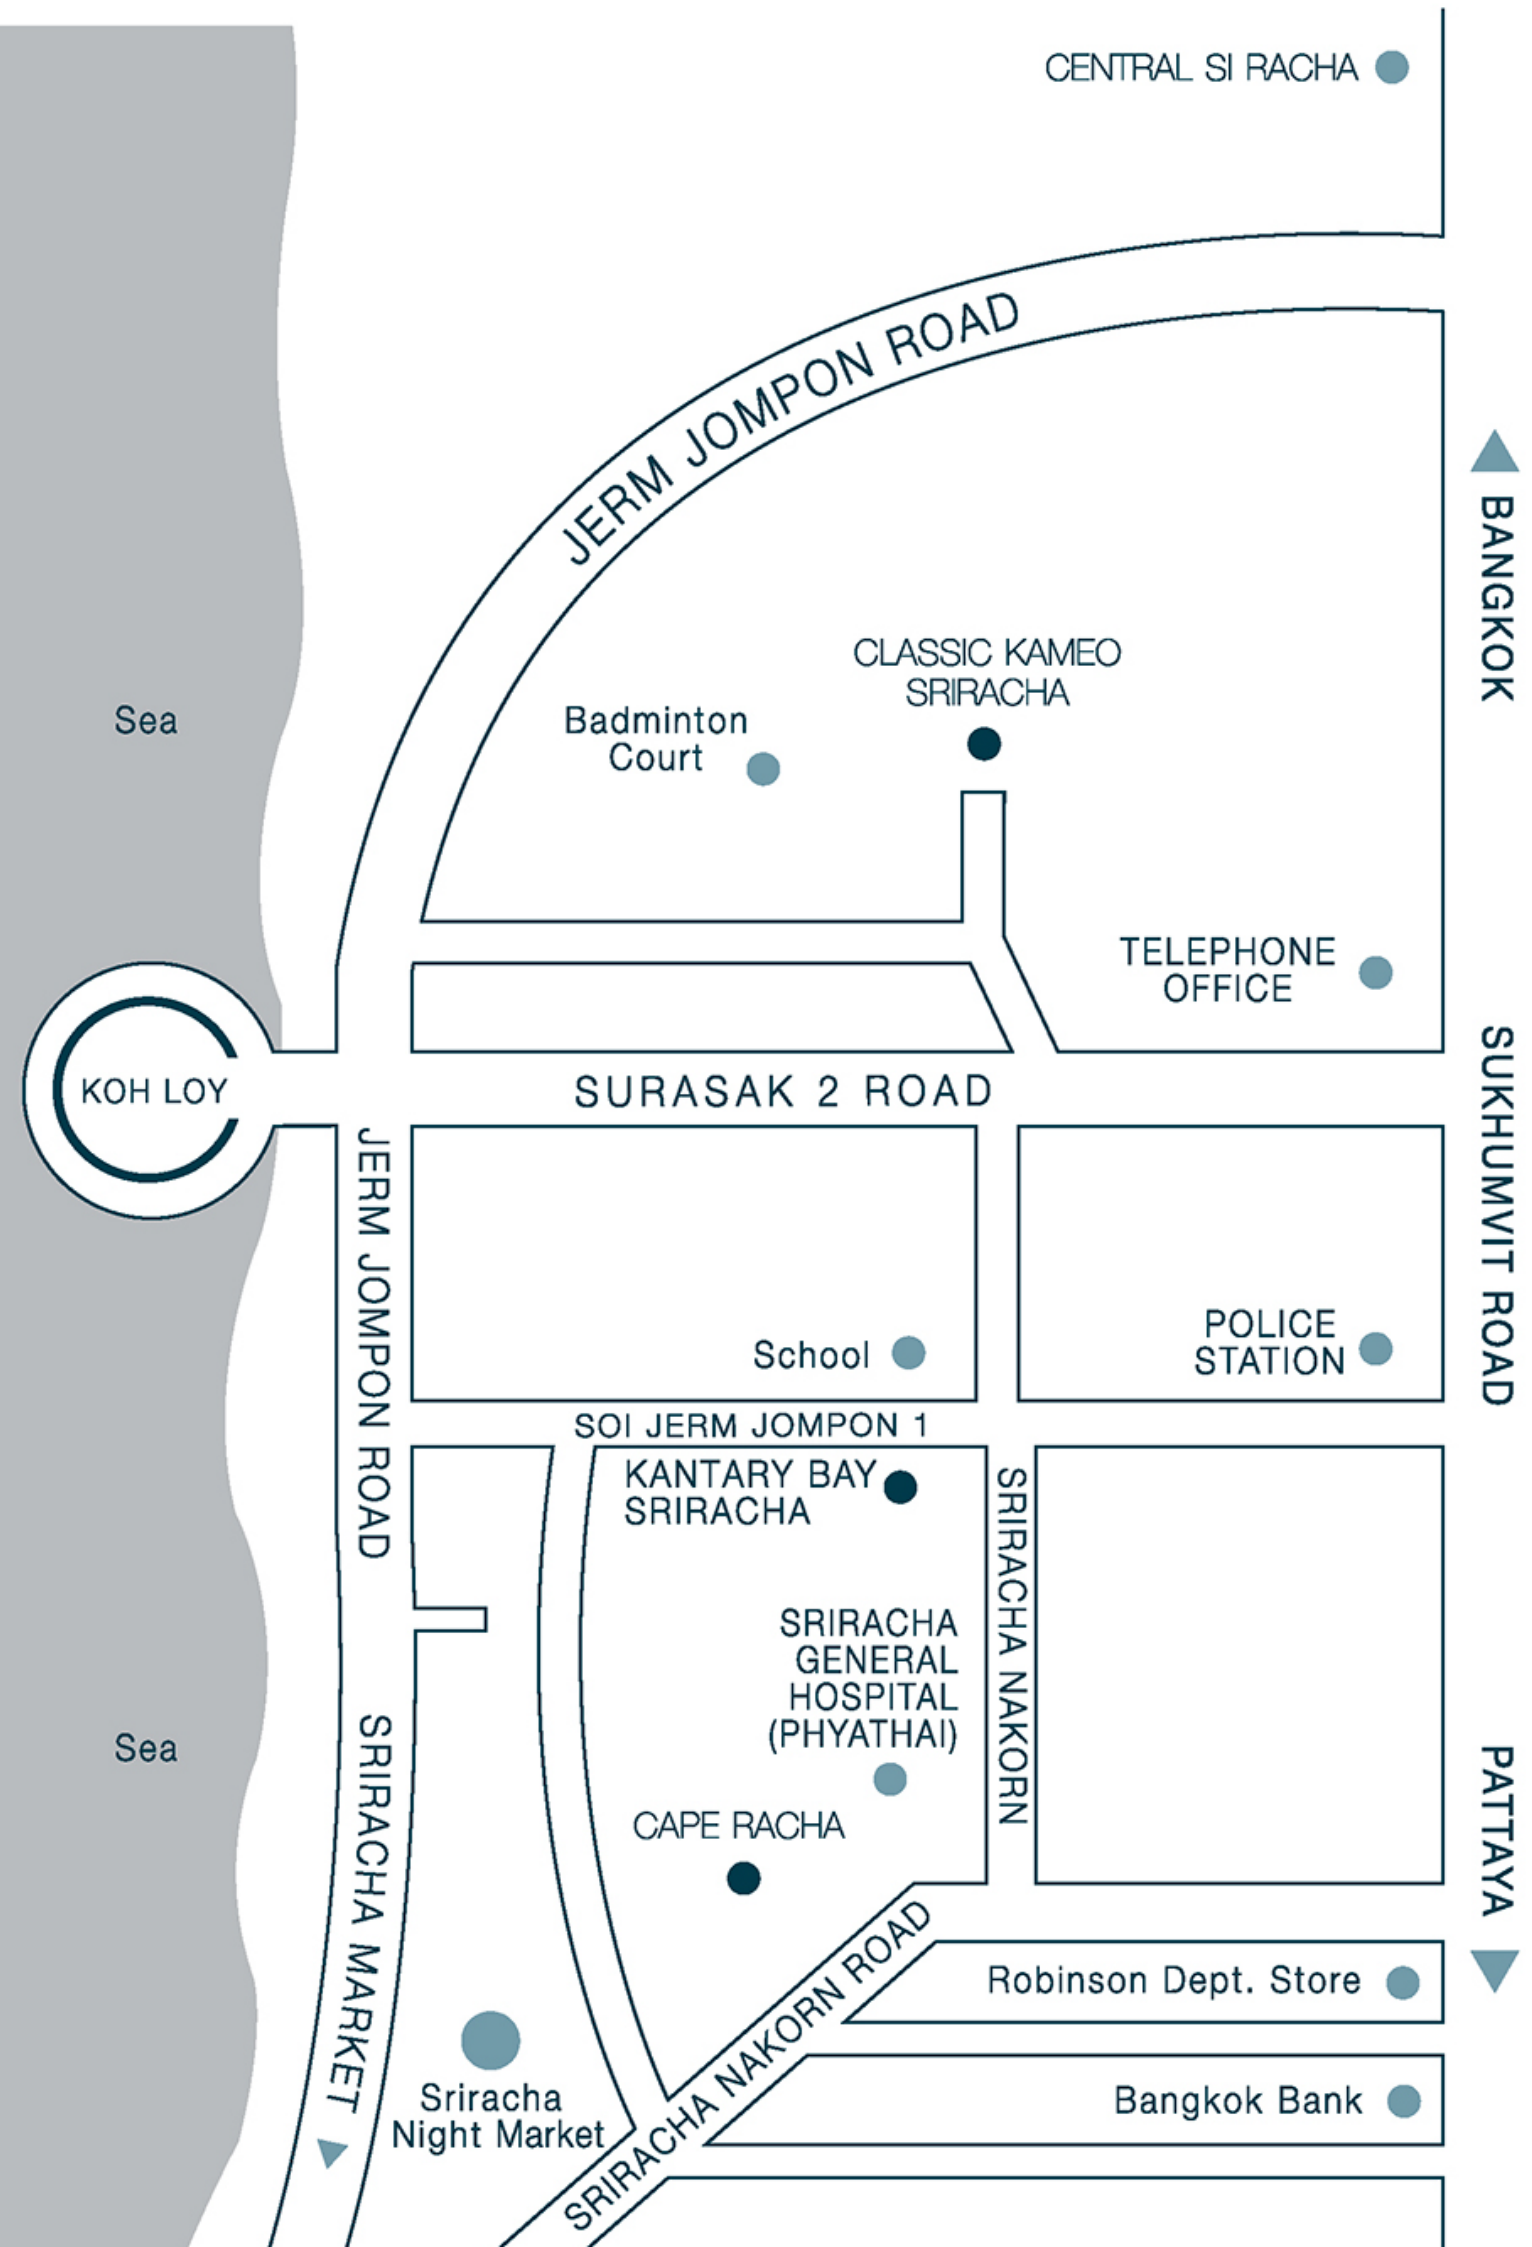 CENTRAL SI RACHA
JERM JOMPON ROAD
BANGKOK
CLASSIC KAMEO
SRIRACHA
Badminton
Court
Sea
TELEPHONE
OFFICE
KOH LOY
SURASAK 2 ROAD
SUKHUMVIT ROAD
JERM JOMPON ROAD
School
POLICE
STATION
SOI JERM JOMPON 1
KANTARY BAY
SRIRACHA
SRIRACHA NAKORN
SRIRACHA
GENERAL
HOSPITAL
(PHYATHAI)
Sea
SRIRACHA MARKET
PATTAYA
CAPE RACHA
SRIRACHA NAKORN ROAD
Robinson Dept. Store
Sriracha
Night Market
Bangkok Bank